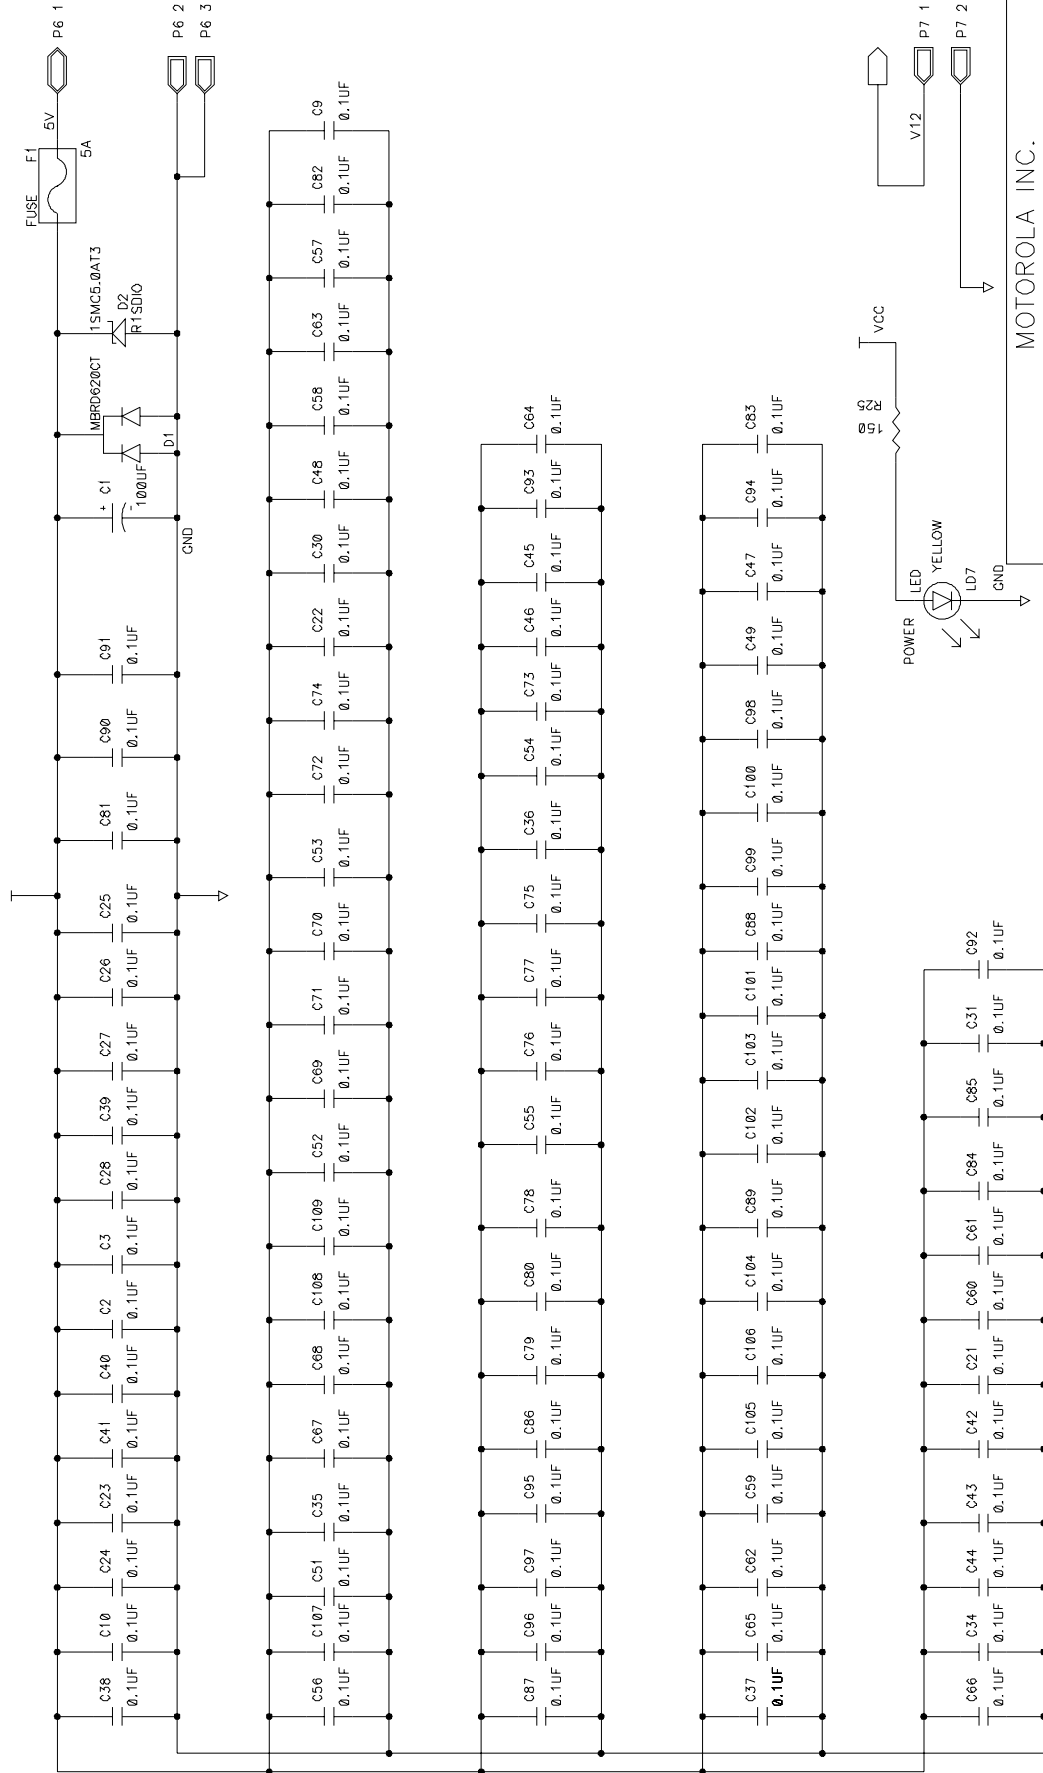 P6 1
P6 2
P6 3
5V
F1
FUSE
5A
1SMC5.0AT3
D2
R1SDIO
MBRD620CT
D1
+ C1
-
100UF
GND
C91
0.1UF
C90
0.1UF
C81
0.1UF
C25
0.1UF
C26
0.1UF
C27
0.1UF
C39
0.1UF
C28
0.1UF
C3
0.1UF
C2
0.1UF
C40
0.1UF
C41
0.1UF
C23
0.1UF
C24
0.1UF
C10
0.1UF
C38
0.1UF
C9
0.1UF
C82
0.1UF
C57
0.1UF
C63
0.1UF
C58
0.1UF
C48
0.1UF
C30
0.1UF
C22
0.1UF
C74
0.1UF
C72
0.1UF
C53
0.1UF
C70
0.1UF
C71
0.1UF
C69
0.1UF
C52
0.1UF
C109
0.1UF
C108
0.1UF
C68
0.1UF
C67
0.1UF
C35
0.1UF
C51
0.1UF
C107
0.1UF
C56
0.1UF
C64
0.1UF
C93
0.1UF
C45
0.1UF
C46
0.1UF
C73
0.1UF
C54
0.1UF
C36
0.1UF
C75
0.1UF
C77
0.1UF
C76
0.1UF
C55
0.1UF
C78
0.1UF
C80
0.1UF
C79
0.1UF
C86
0.1UF
C95
0.1UF
C97
0.1UF
C96
0.1UF
C87
0.1UF
C83
0.1UF
C94
0.1UF
C47
0.1UF
C49
0.1UF
C98
0.1UF
C100
0.1UF
C99
0.1UF
C88
0.1UF
C101
0.1UF
C103
0.1UF
C102
0.1UF
C89
0.1UF
C104
0.1UF
C106
0.1UF
C105
0.1UF
C59
0.1UF
C62
0.1UF
C65
0.1UF
C37
0.1UF
P7 1
P7 2
V12
VCC
R25
150
LED
YELLOW
POWER
LD7
GND
C92
0.1UF
C31
0.1UF
C85
0.1UF
C84
0.1UF
C61
0.1UF
C60
0.1UF
C21
0.1UF
C42
0.1UF
C43
0.1UF
C44
0.1UF
C34
0.1UF
C66
0.1UF
MOTOROLA INC.